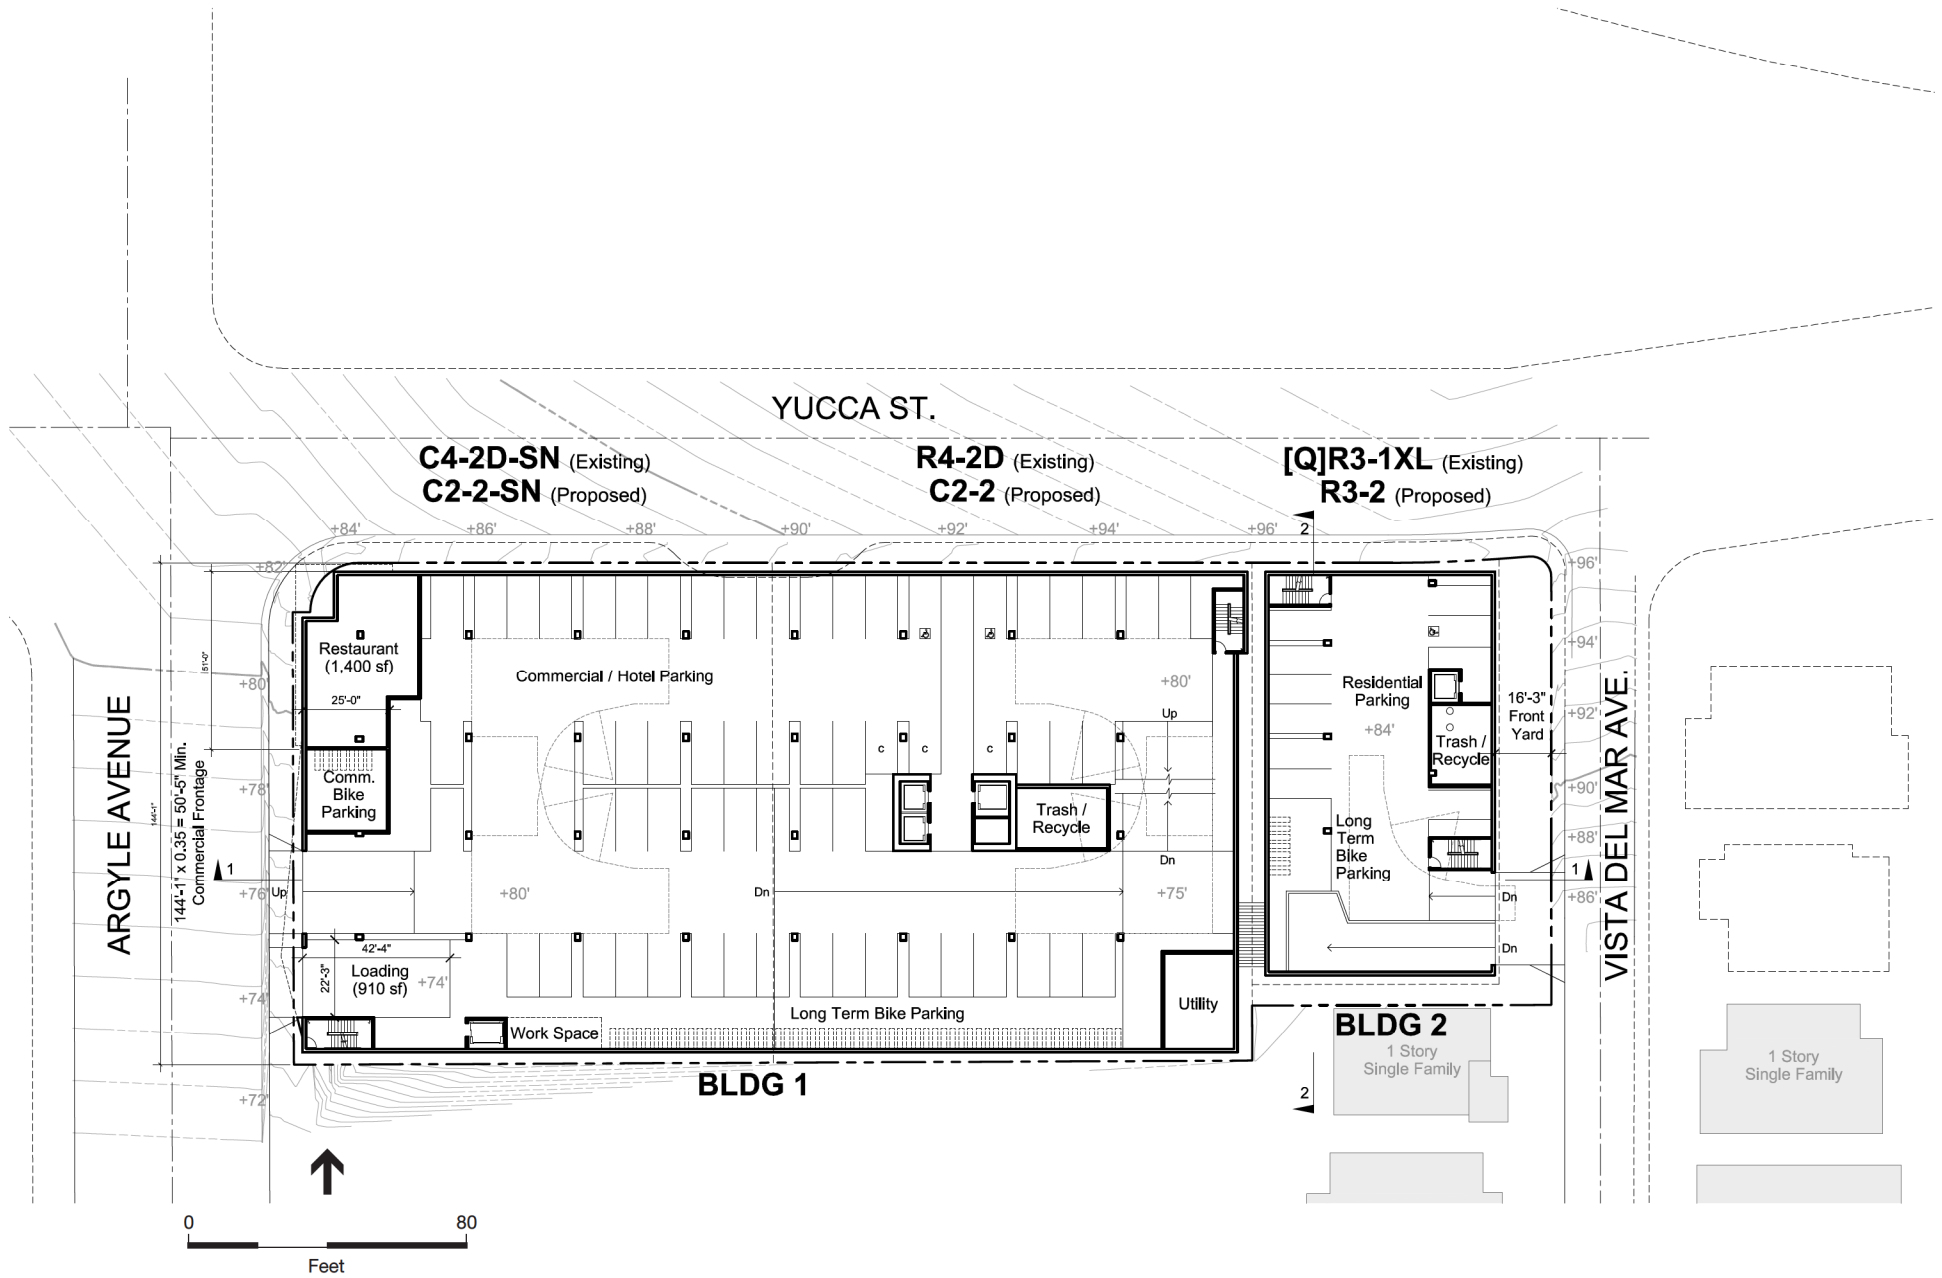 YUCCA ST.
C4-2D-SN (Existing)
C2-2-SN (Proposed)
R4-2D (Existing)
C2-2 (Proposed)
[Q]R3-1XL (Existing)
R3-2 (Proposed)
+84'
+86'
+88'
+90'
+92'
+94'
+96'
2
+82'
+96'
Restaurant
(1,400 sf)
25'-0"
51'-0"
Commercial / Hotel Parking
+80'
+80'
Up
Residential
Parking
+84'
16'-3"
Front
Yard
+94'
+92'
+90'
+88'
+86'
Trash /
Recycle
c
c
c
Comm.
Bike
Parking
+78'
Trash /
Recycle
Dn
Long
Term
Bike
Parking
ARGYLE AVENUE
144'-1" x 0.35 = 50'-5" Min.
Commercial Frontage
144'-1"
VISTA DEL MAR AVE.
1
1
+76'
Up
+80'
Dn
+75'
Dn
Dn
42'-4"
22'-3"
Loading
(910 sf)
+74'
+74'
Work Space
Long Term Bike Parking
Utility
BLDG 1
BLDG 2
+72'
2
1 Story
Single Family
1 Story
Single Family
0
80
Feet